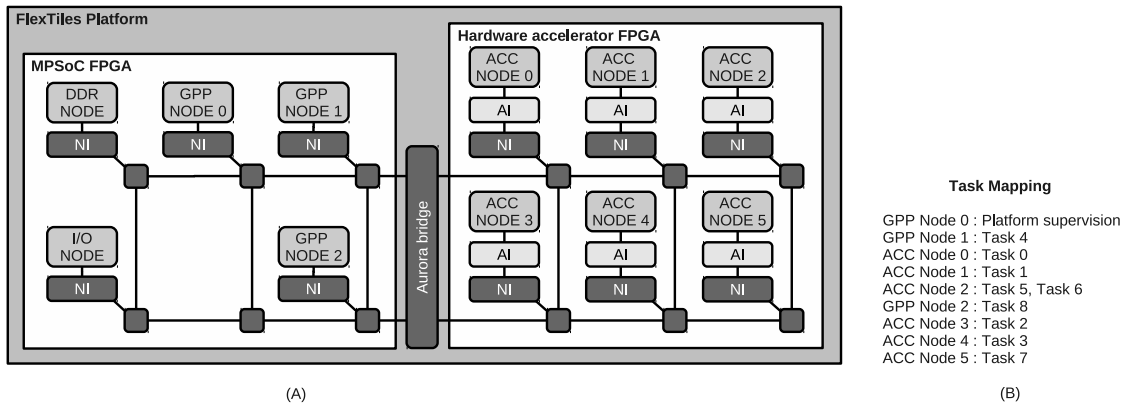 FlexTiles Platform
MPSoC FPGA
DDR
NODE
NI
GPP
NODE 0
NI
GPP
NODE 1
NI
I/O
NODE
NI
GPP
NODE 2
NI
Aurora bridge
Hardware accelerator FPGA
ACC
NODE 0
AI
NI
ACC
NODE 1
AI
NI
ACC
NODE 2
AI
NI
ACC
NODE 3
AI
NI
ACC
NODE 4
AI
NI
ACC
NODE 5
AI
NI
(A)
Task Mapping
GPP Node 0 : Platform supervision
GPP Node 1 : Task 4
ACC Node 0 : Task 0
ACC Node 1 : Task 1
ACC Node 2 : Task 5, Task 6
GPP Node 2 : Task 8
ACC Node 3 : Task 2
ACC Node 4 : Task 3
ACC Node 5 : Task 7
(B)